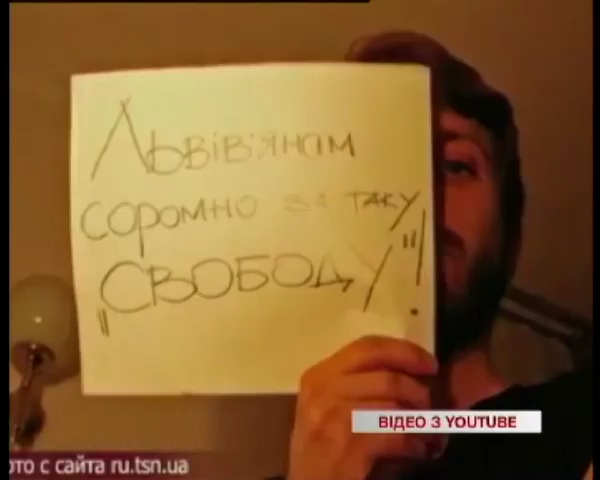 Львів'янам
соромно за таку
„СВОБОДУ"!
ВІДЕО З YOUTUBE
ото с сайта ru.tsn.ua